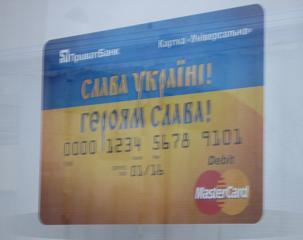 ПриватБанк
Картка «Універсальна»
СЛАВА УКРАЇНІ!
ГЕРОЯМ СЛАВА!
0000 1234 5678 9101
01/16
Debit
MasterCard